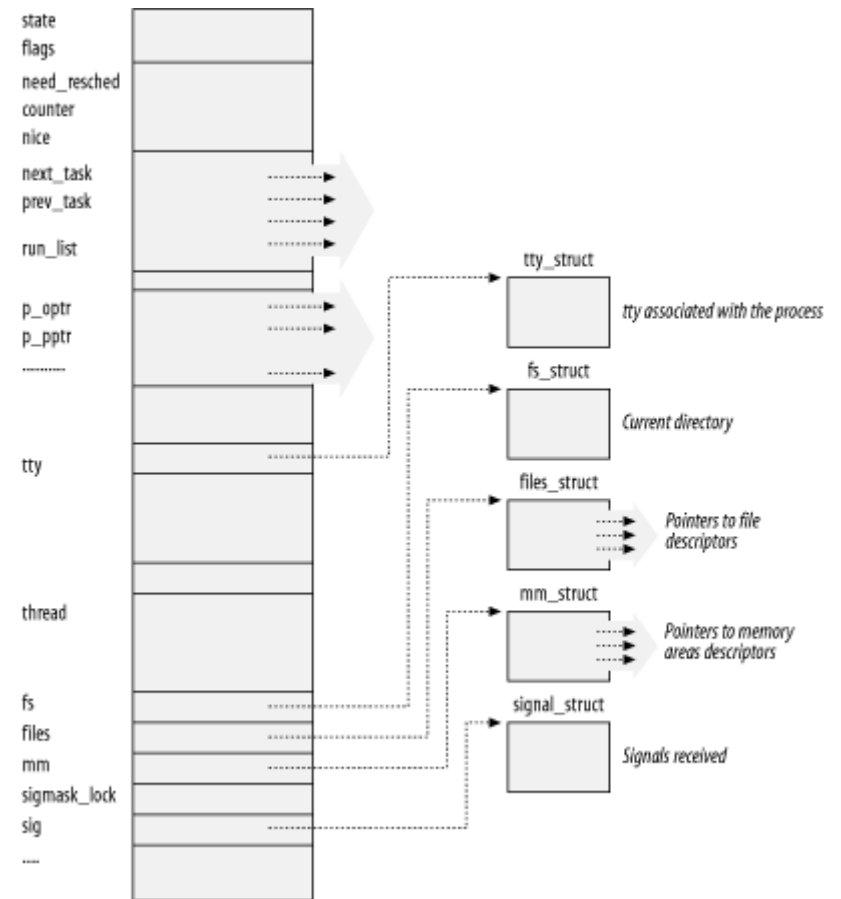 state
flags
need_resched
counter
nice
next_task
prev_task
run_list
p_optr
p_pptr
...........
tty
thread
fs
files
mm
sigmask_lock
sig
....
tty_struct
tty associated with the process
fs_struct
Current directory
files_struct
Pointers to file
descriptors
mm_struct
Pointers to memory
areas descriptors
signal_struct
Signals received